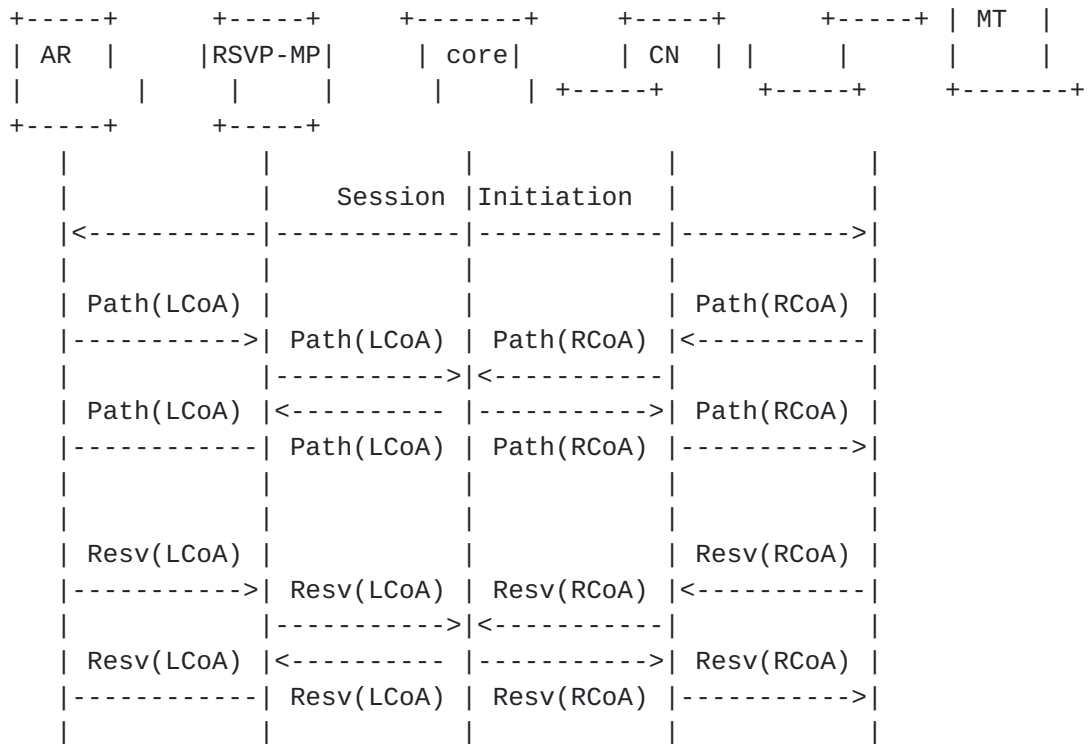 +-----+      +-----+     +-------+     +-----+      +-----+ | MT  |
| AR  |     |RSVP-MP|     | core|      | CN  | |     |      |     |
|       |     |     |      |     | +-----+      +-----+     +-------+
+-----+      +-----+
   |            |            |            |            |
   |            |    Session |Initiation  |            |
   |<-----------|------------|------------|----------->|
   |            |            |            |            |
   | Path(LCoA) |            |            | Path(RCoA) |
   |----------->| Path(LCoA) | Path(RCoA) |<-----------|
   |            |----------->|<-----------|            |
   | Path(LCoA) |<---------- |----------->| Path(RCoA) |
   |------------| Path(LCoA) | Path(RCoA) |----------->|
   |            |            |            |            |
   |            |            |            |            |
   | Resv(LCoA) |            |            | Resv(RCoA) |
   |----------->| Resv(LCoA) | Resv(RCoA) |<-----------|
   |            |----------->|<-----------|            |
   | Resv(LCoA) |<---------- |----------->| Resv(RCoA) |
   |------------| Resv(LCoA) | Resv(RCoA) |----------->|
   |            |            |            |            |